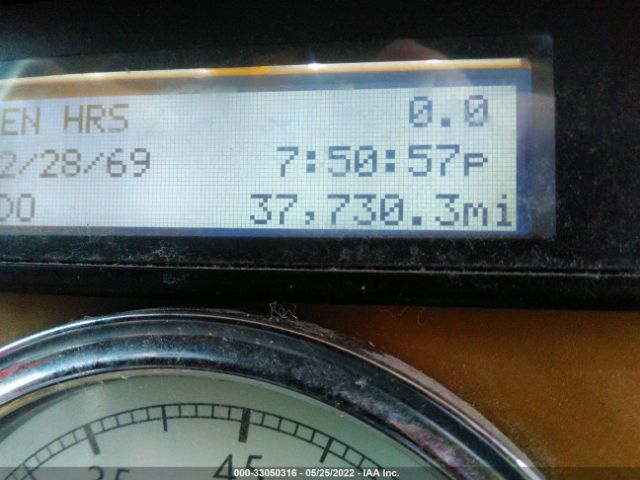 EN HRS 0.0
2/28/69 7:50:57P
DO 37,730.3mi
45
000-33050316 - 05/25/2022 - IAA Inc.